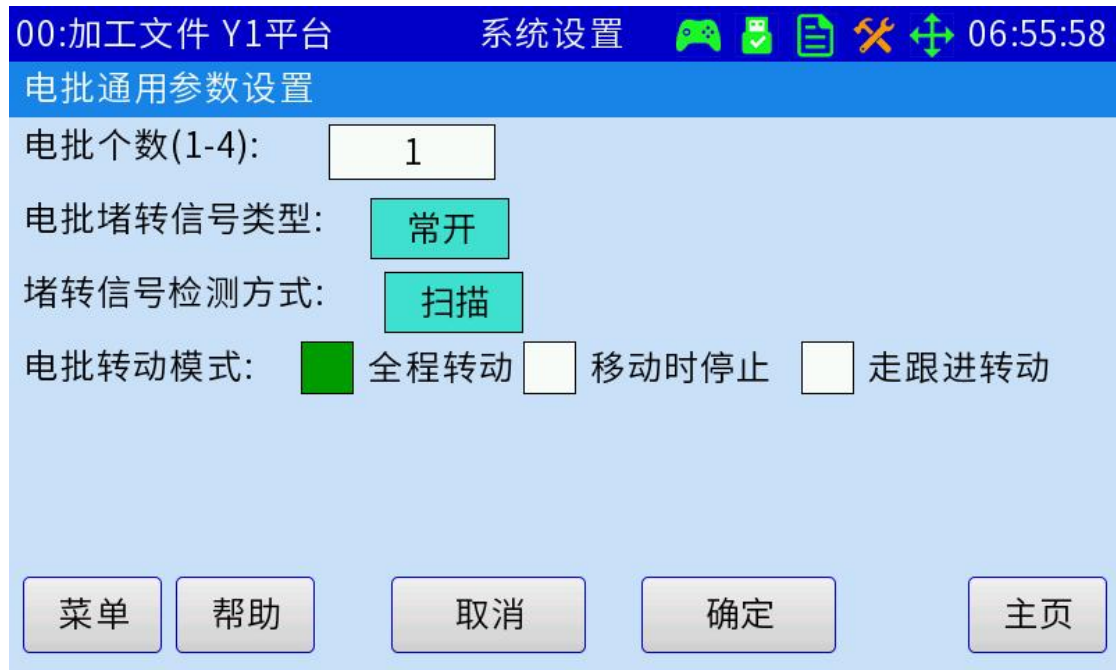 00:加工文件 Y1平台 系统设置 06:55:58
电批通用参数设置
电批个数(1-4): 1
电批堵转信号类型: 常开
堵转信号检测方式: 扫描
电批转动模式: 全程转动 移动时停止 走跟进转动
菜单 帮助 取消 确定 主页